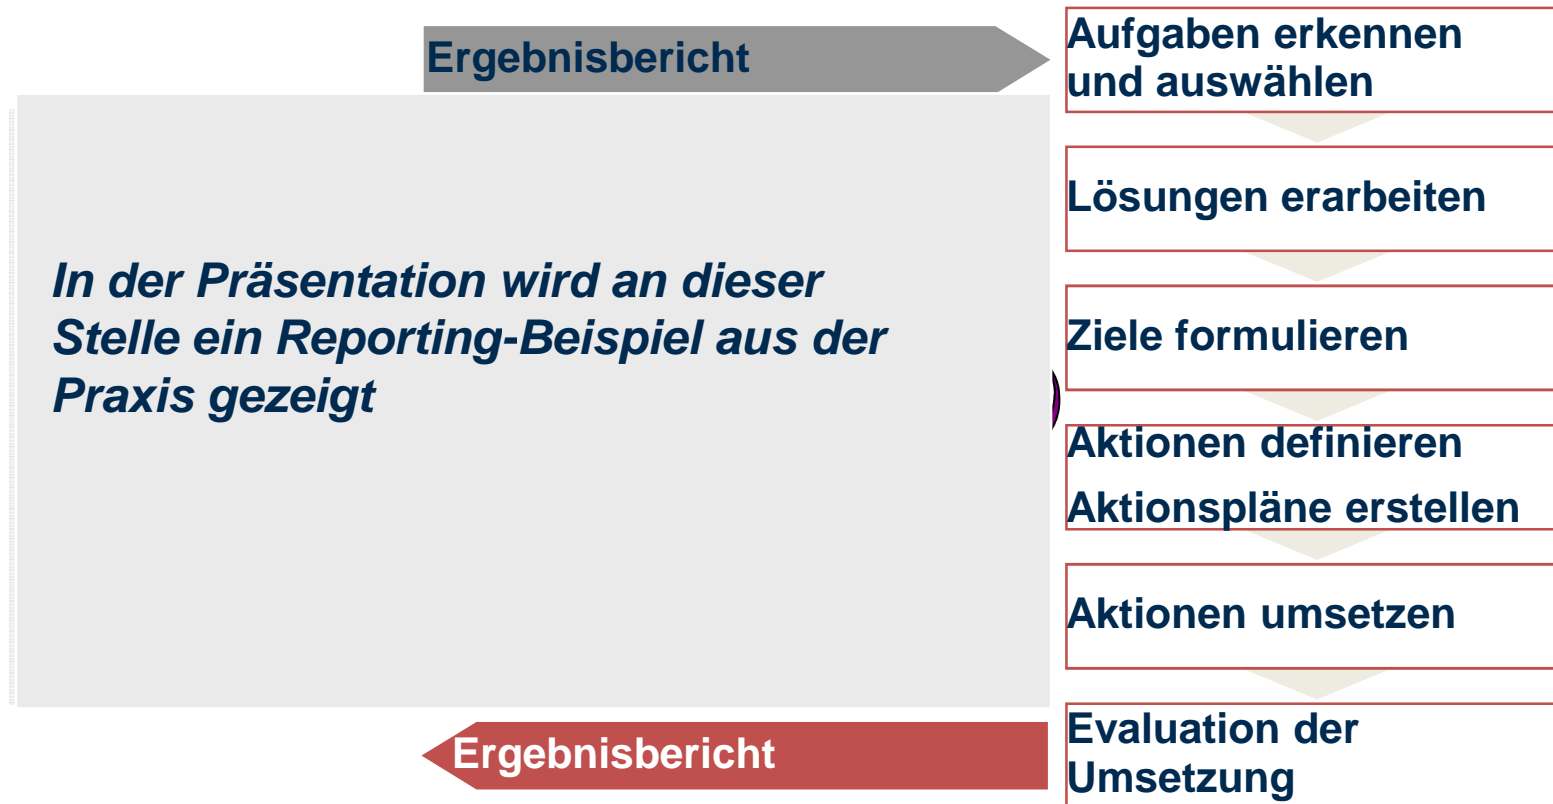 Ergebnisbericht
In der Präsentation wird an dieser
Stelle ein Reporting-Beispiel aus der
Praxis gezeigt
Ergebnisbericht
Aufgaben erkennen
und auswählen
Lösungen erarbeiten
Ziele formulieren
Aktionen definieren
Aktionspläne erstellen
Aktionen umsetzen
Evaluation der
Umsetzung